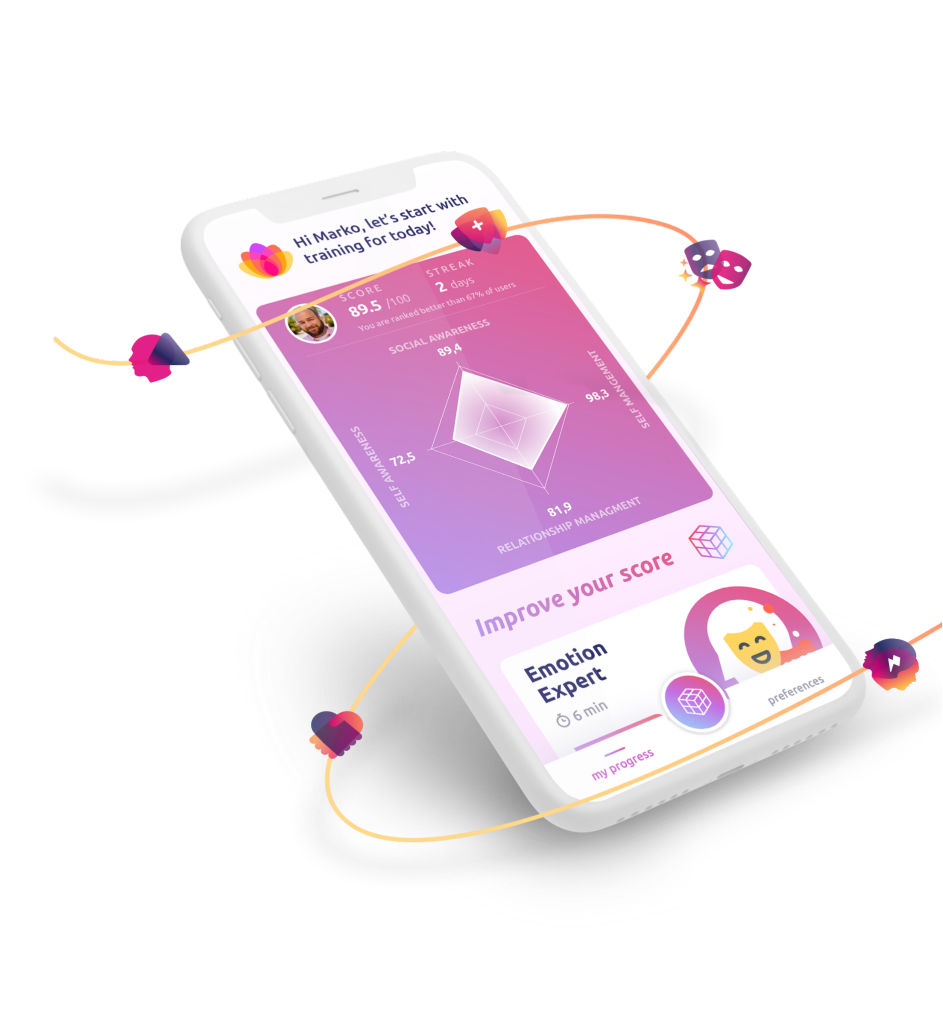 Hi Marko, let's start with
training for today!
SCORE
89.5 /100
STREAK
2 days
You are ranked better than 67% of users
SOCIAL AWARENESS
89,4
98,3
SELF MANGEMENT
72,5
SELF AWARENESS
81,9
RELATIONSHIP MANAGMENT
Improve your score
Emotion
Expert
6 min
my progress
preferences